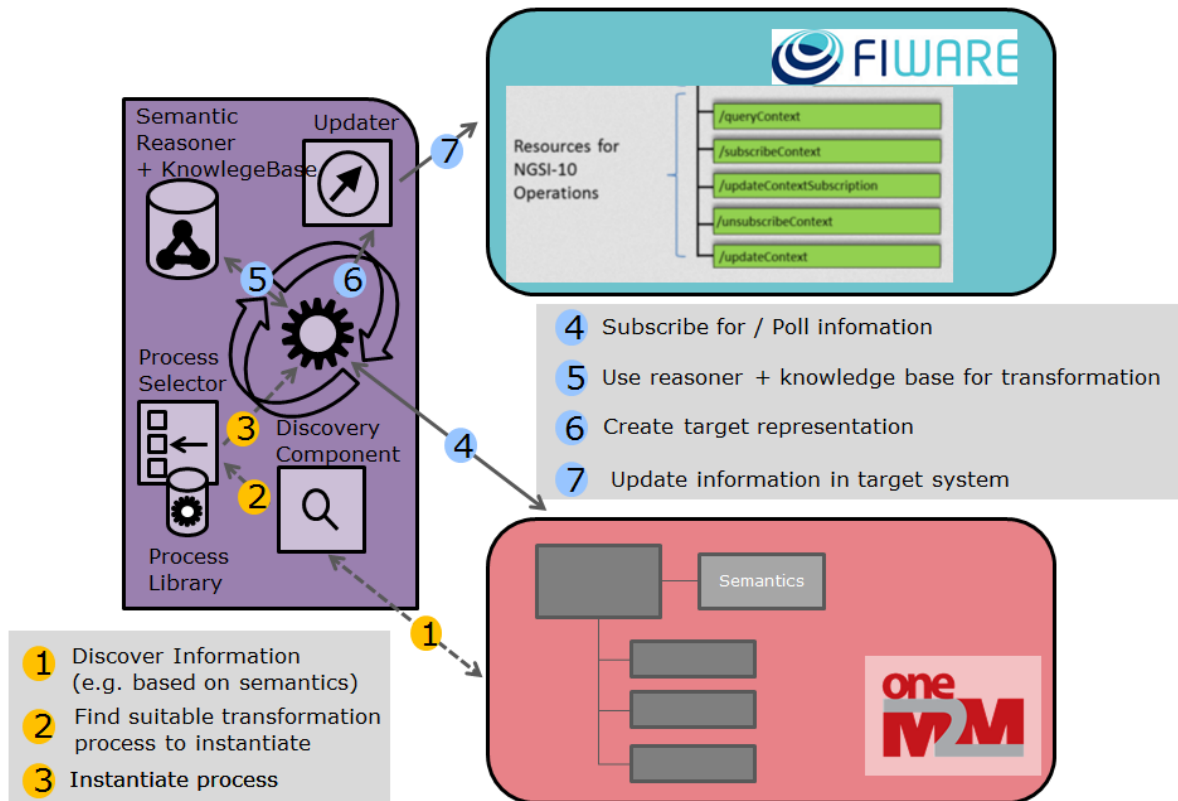 FIWARE
Resources for
NGSI-10
Operations
/queryContext
/subscribeContext
/updateContextSubscription
/unsubscribeContext
/updateContext
Semantic
Reasoner
+ KnowlegeBase
Updater
7
5
6
Process
Selector
3
Discovery
Component
2
Process
Library
4
1
4 Subscribe for / Poll infomation
5 Use reasoner + knowledge base for transformation
6 Create target representation
7 Update information in target system
Semantics
one
M2M
1 Discover Information
(e.g. based on semantics)
2 Find suitable transformation
process to instantiate
3 Instantiate process